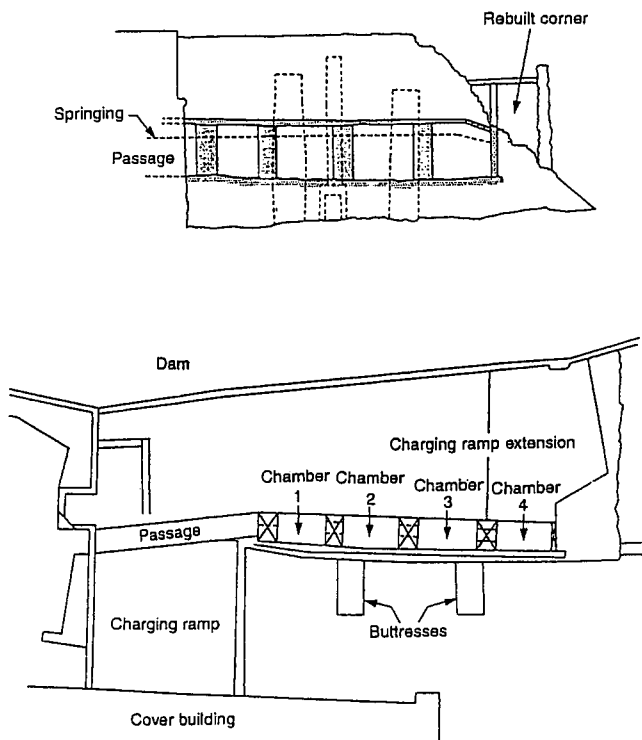 Rebuilt corner
Springing
Passage
Dam
Charging ramp extension
Chamber
1
Chamber
2
Chamber
3
Chamber
4
Passage
Charging ramp
Buttresses
Cover building